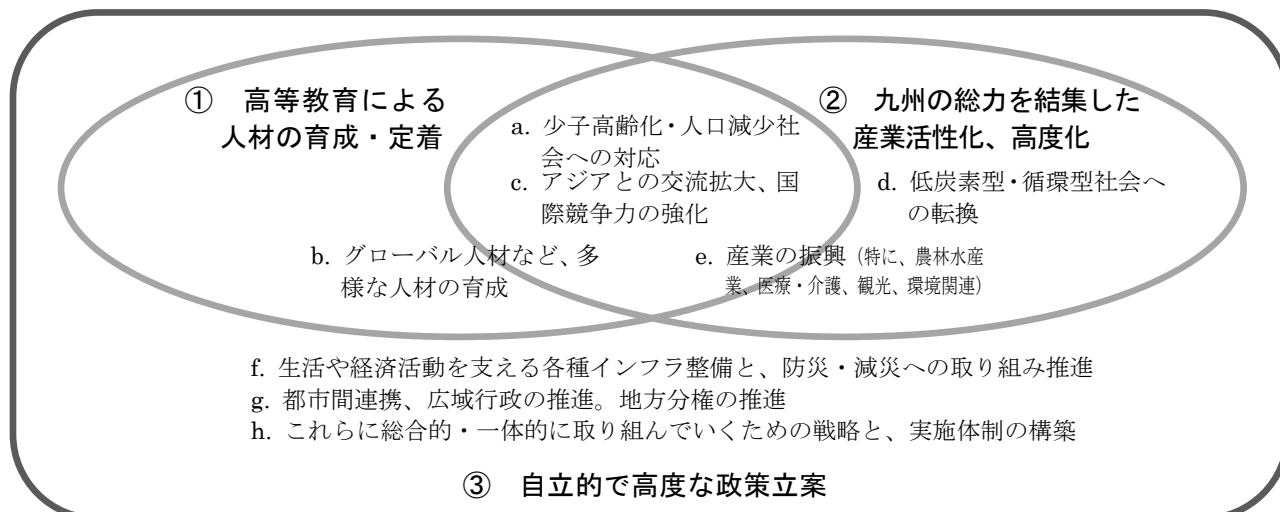 ① 高等教育による
人材の育成・定着
② 九州の総力を結集した
産業活性化、高度化
a. 少子高齢化・人口減少社
会への対応
c. アジアとの交流拡大、国
際競争力の強化
d. 低炭素型・循環型社会へ
の転換
b. グローバル人材など、多
様な人材の育成
e. 産業の振興（特に、農林水産
業、医療・介護、観光、環境関連）
f. 生活や経済活動を支える各種インフラ整備と、防災・減災への取り組み推進
g. 都市間連携、広域行政の推進。地方分権の推進
h. これらに総合的・一体的に取り組んでいくための戦略と、実施体制の構築
③ 自立的で高度な政策立案